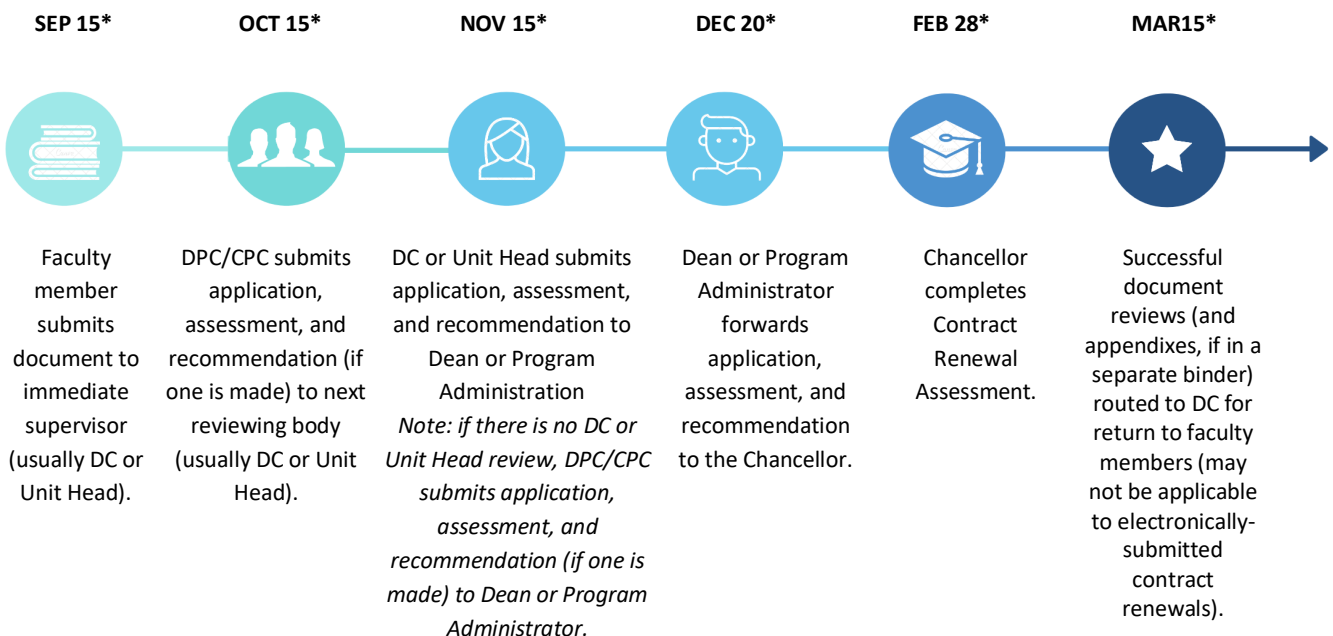 SEP 15*
OCT 15*
NOV 15*
DEC 20*
FEB 28*
MAR15*
Faculty
member
submits
document to
immediate
supervisor
(usually DC or
Unit Head).
DPC/CPC submits
application,
assessment, and
recommendation (if
one is made) to next
reviewing body
(usually DC or Unit
Head).
DC or Unit Head submits
application, assessment,
and recommendation to
Dean or Program
Administration
Note: if there is no DC or
Unit Head review, DPC/CPC
submits application,
assessment, and
recommendation (if one is
made) to Dean or Program
Administrator.
Dean or Program
Administrator
forwards
application,
assessment, and
recommendation
to the Chancellor.
Chancellor
completes
Contract
Renewal
Assessment.
Successful
document
reviews (and
appendixes, if in a
separate binder)
routed to DC for
return to faculty
members (may
not be applicable
to electronically-
submitted
contract
renewals).